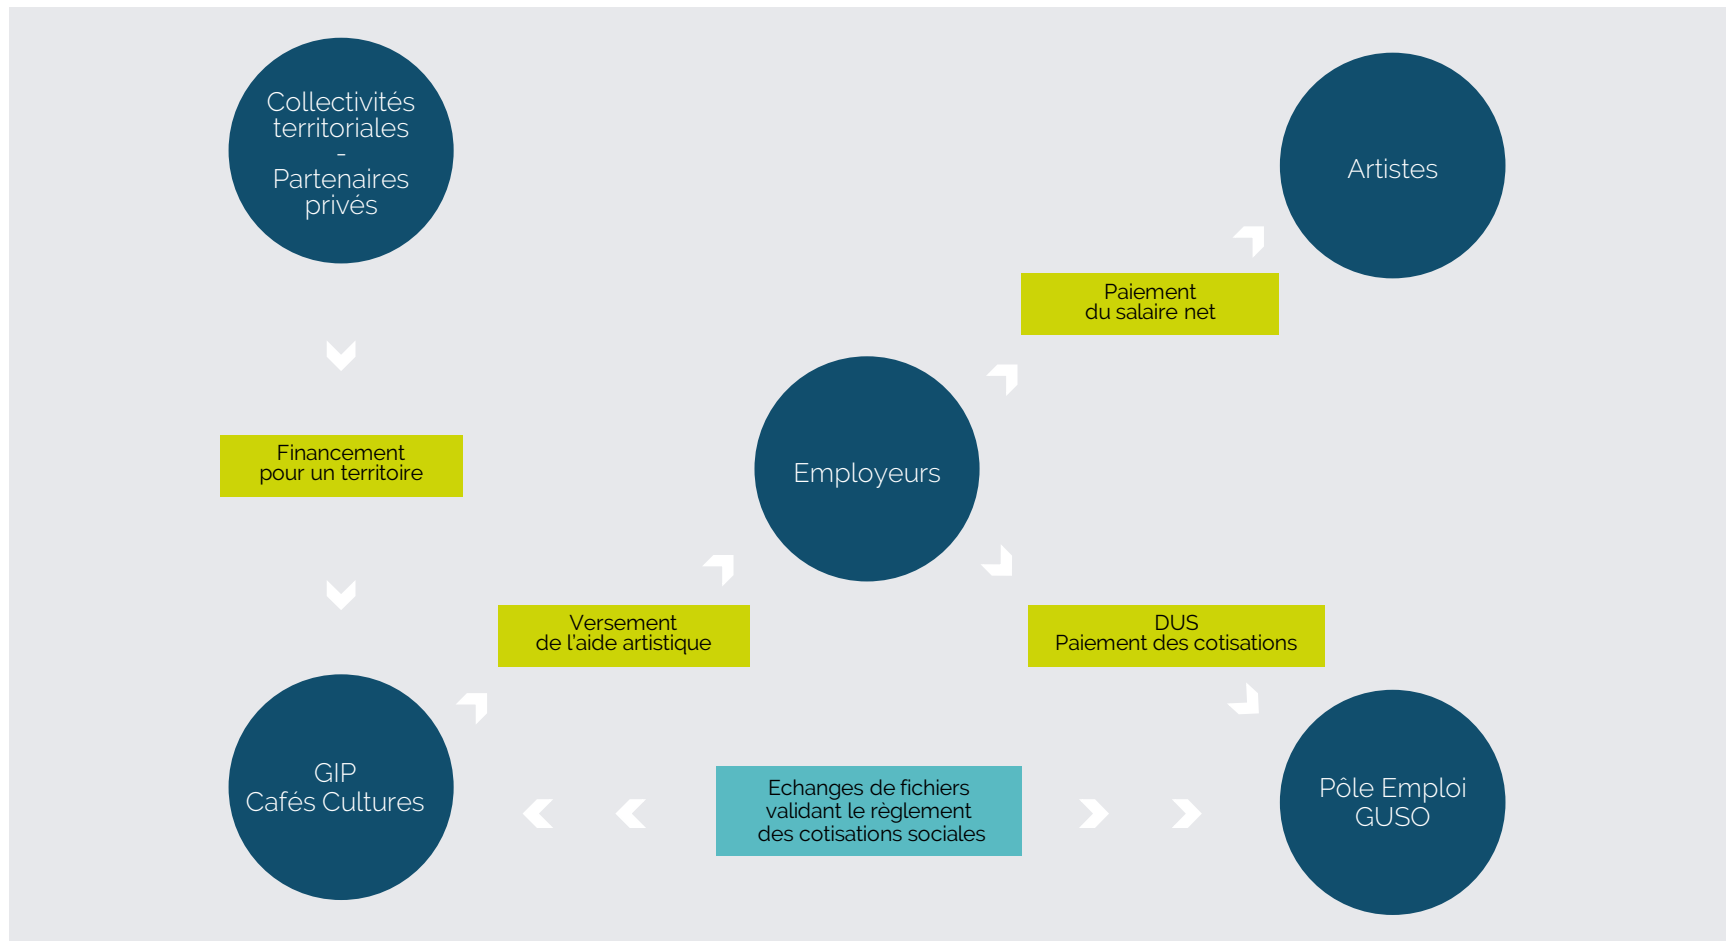 Collectivités
territoriales
-
Partenaires
privés
Artistes
Paiement
du salaire net
Financement
pour un territoire
Employeurs
Versement
de l'aide artistique
DUS
Paiement des cotisations
GIP
Cafés Cultures
Echanges de fichiers
validant le règlement
des cotisations sociales
Pôle Emploi
GUSO